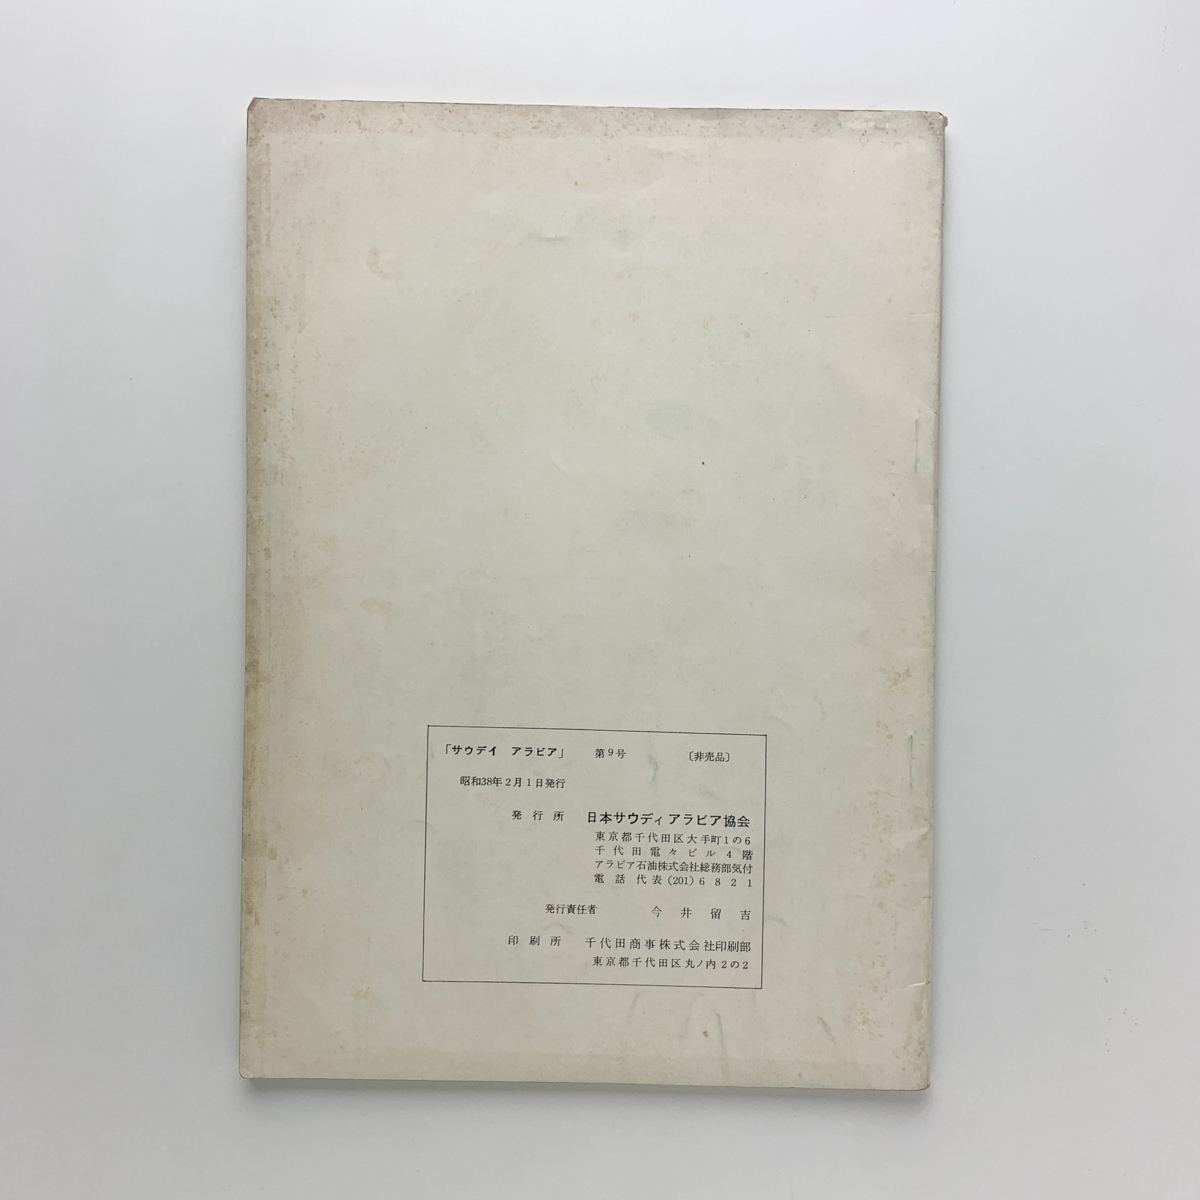 「サウデイ　アラビア」　第9号　〔非売品〕
昭和38年2月1日発行
発行所　日本サウディアラビア協会
東京都千代田区大手町1の6
千代田電々ビル4階
アラビア石油株式会社総務部気付
電話　代表(201)6821
発行責任者　今井留吉
印刷所　千代田商事株式会社印刷部
東京都千代田区丸ノ内2の2